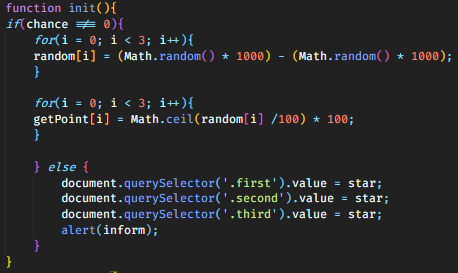 function init(){
if(chance !== 0){
for(i = 0; i < 3; i++){
random[i] = (Math.random() * 1000) - (Math.random() * 1000);
}
for(i = 0; i < 3; i++){
getPoint[i] = Math.ceil(random[i] /100) * 100;
}
} else {
document.querySelector('.first').value = star;
document.querySelector('.second').value = star;
document.querySelector('.third').value = star;
alert(inform);
}
}